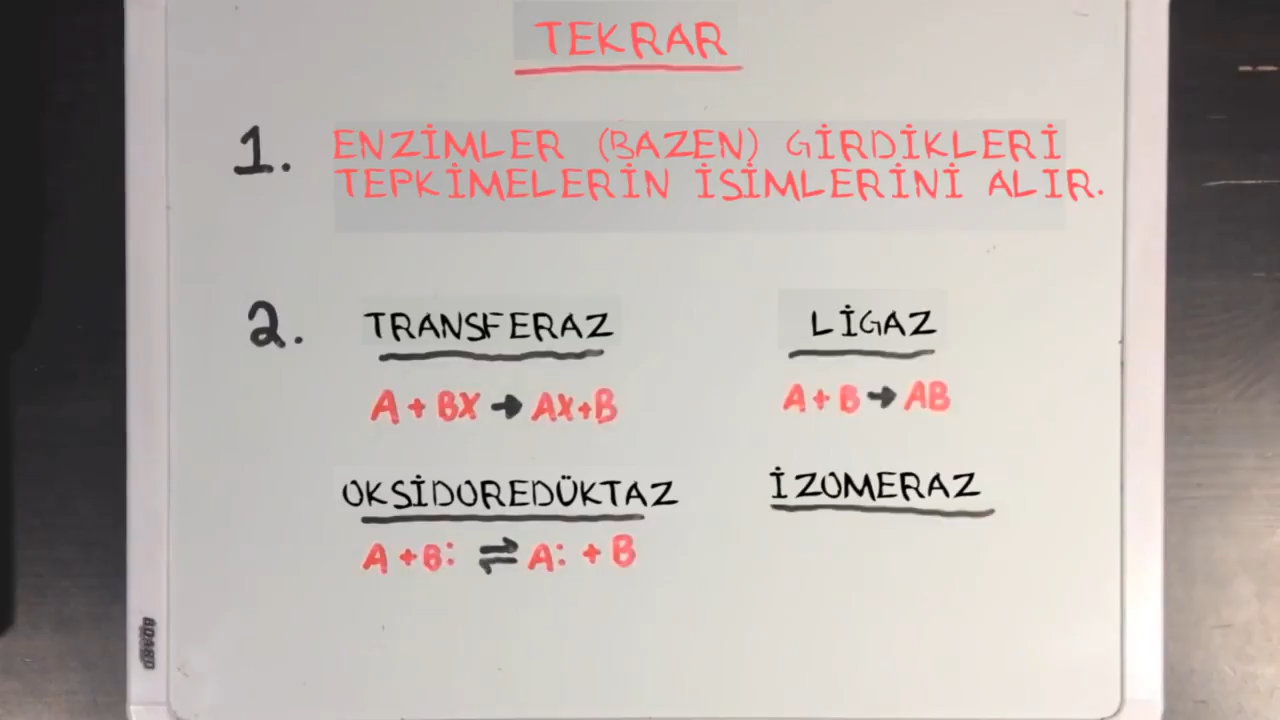 TEKRAR
1. ENZİMLER (BAZEN) GİRDİKLERİ
TEPKİMELERİN İSİMLERİNİ ALIR.
2. TRANSFERAZ
A + BX → AX + B
LİGAZ
A + B → AB
OKSİDOREDÜKTAZ
A + B: ⇌ A: + B
İZOMERAZ
BOARD